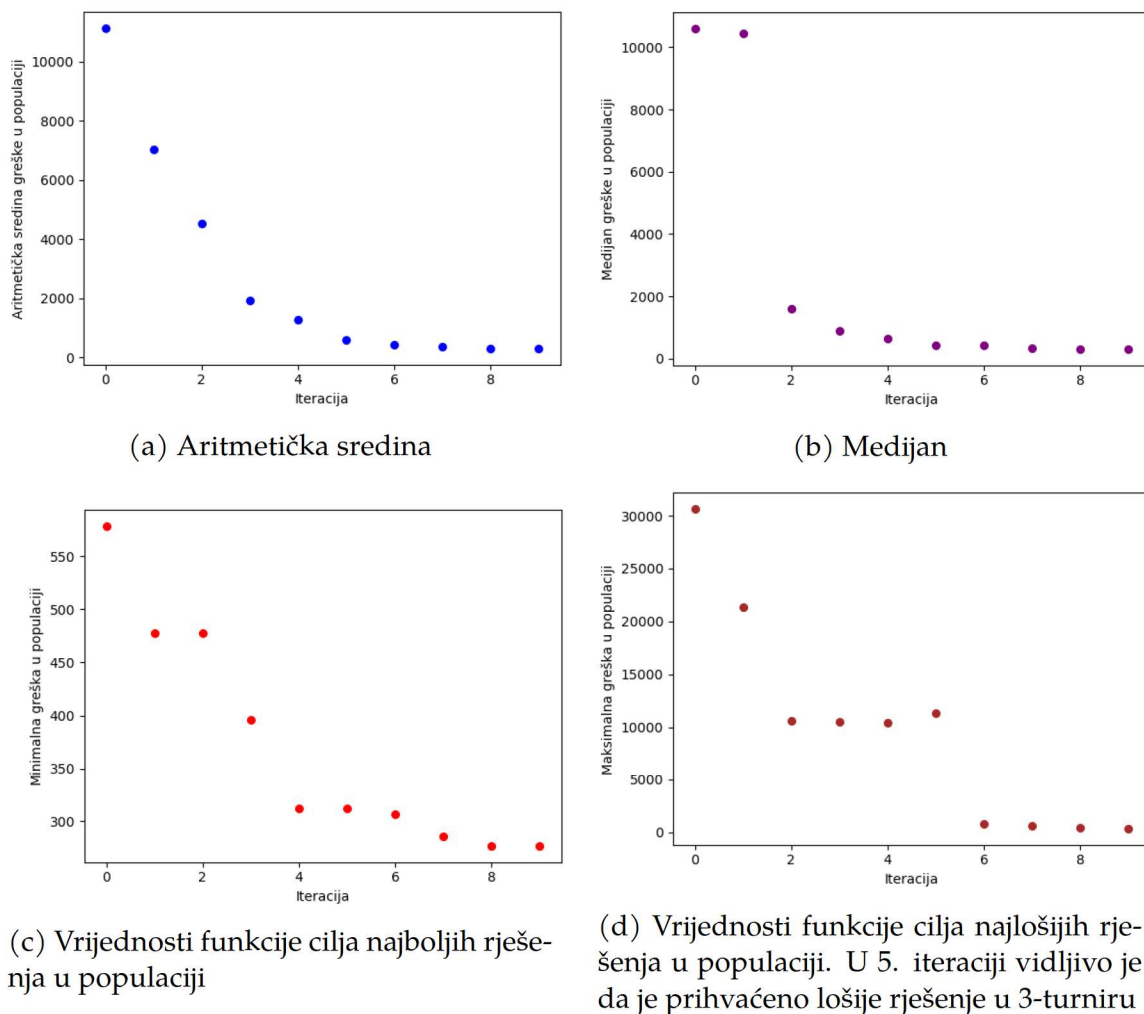 10000
8000
6000
4000
2000
0
Aritmetička sredina greške u populaciji
0 2 4 6 8
Iteracija
(a) Aritmetička sredina
10000
8000
6000
4000
2000
0
Medijan greške u populaciji
0 2 4 6 8
Iteracija
(b) Medijan
550
500
450
400
350
300
Minimalna greška u populaciji
0 2 4 6 8
Iteracija
(c) Vrijednosti funkcije cilja najboljih rješe-
nja u populaciji
30000
25000
20000
15000
10000
5000
0
Maksimalna greška u populaciji
0 2 4 6 8
Iteracija
(d) Vrijednosti funkcije cilja najlošijih rje-
šenja u populaciji. U 5. iteraciji vidljivo je
da je prihvaćeno lošije rješenje u 3-turniru